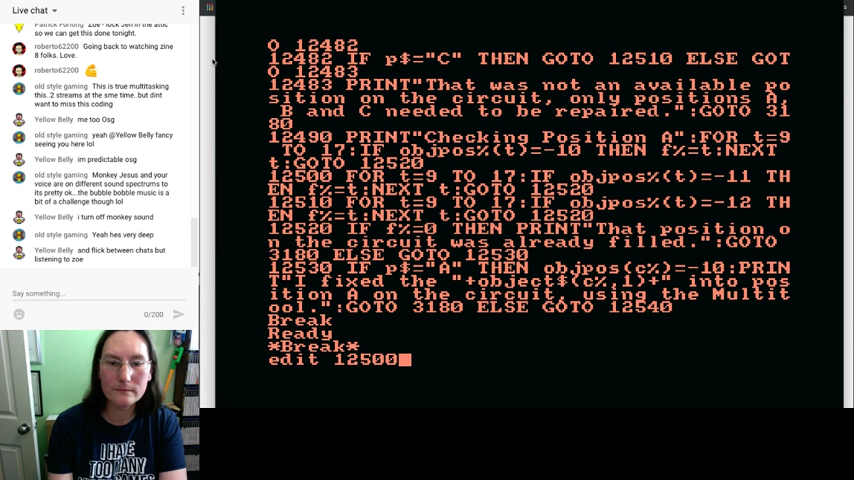 Live chat
Patrick Furlong Zoe - lock Jen in the attic
so we can get this done tonight.
roberto62200 Going back to watching zine
8 folks. Love.
roberto62200 💪
old style gaming This is true multitasking
this..2 streams at the sme time..but dint
want to miss this coding
Yellow Belly me too Osg
old style gaming yeah @Yellow Belly fancy
seeing you here lol
Yellow Belly im predictable osg
old style gaming Monkey Jesus and your
voice are on different sound spectrums to
its pretty ok...the bubble bobble music is a
bit of a challenge though lol
Yellow Belly i turn off monkey sound
old style gaming Yeah hes very deep
Yellow Belly and flick between chats but
listening to zoe
Say something...
0/200
O 12482
12482 IF p$="C" THEN GOTO 12510 ELSE GOT
O 12483
12483 PRINT"That was not an available po
sition on the circuit, only positions A,
B and C needed to be repaired.":GOTO 31
80
12490 PRINT"Checking Position A":FOR t=9
TO 17:IF objpos%(t)=-10 THEN f%=t:NEXT
t:GOTO 12520
12500 FOR t=9 TO 17:IF objpos%(t)=-11 TH
EN f%=t:NEXT t:GOTO 12520
12510 FOR t=9 TO 17:IF objpos%(t)=-12 TH
EN f%=t:NEXT t:GOTO 12520
12520 IF f%=0 THEN PRINT"That position o
n the circuit was already filled.":GOTO
3180 ELSE GOTO 12530
12530 IF p$="A" THEN objpos(c%)=-10:PRIN
T"I fixed the "+object$(c%,1)+" into pos
ition A on the circuit, using the Multit
ool.":GOTO 3180 ELSE GOTO 12540
Break
Ready
*Break*
edit 12500
I HAVE
TOO MANY